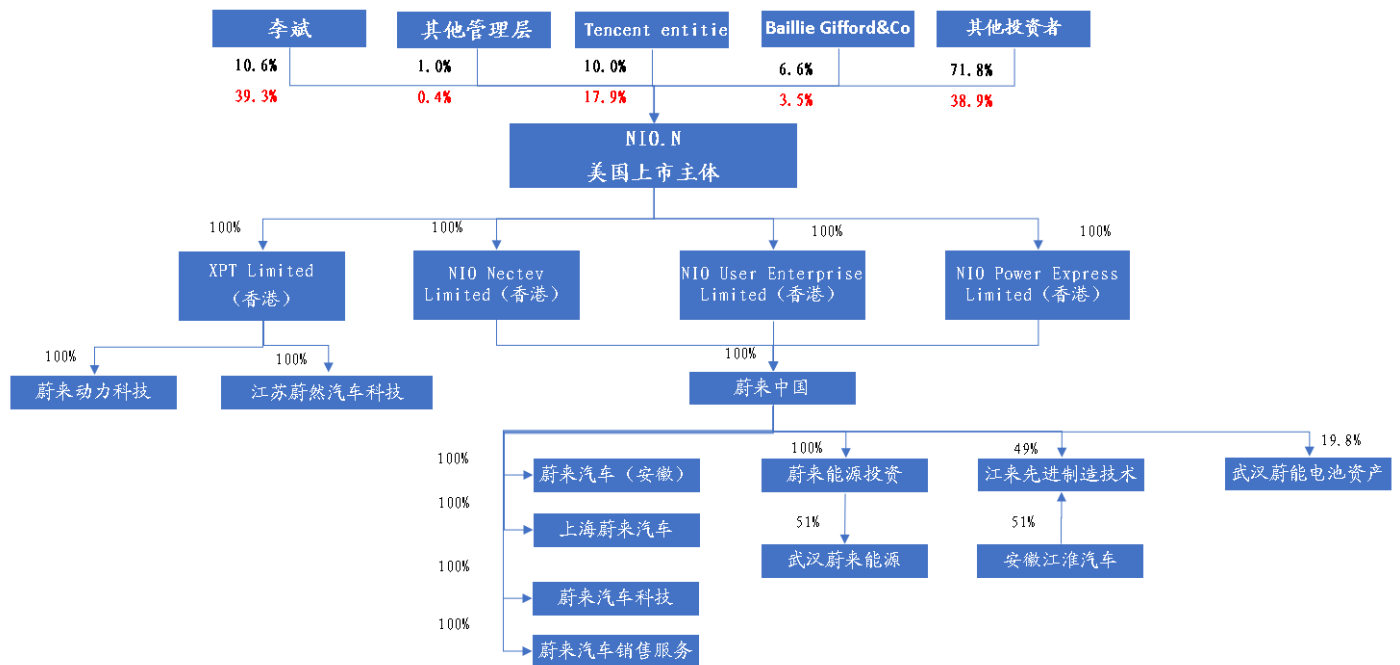 李斌
其他管理层
Tencent entitie
Baillie Gifford&Co
其他投资者
10.6%
1.0%
10.0%
6.6%
71.8%
39.3%
0.4%
17.9%
3.5%
38.9%
NIO.N
美国上市主体
100%
100%
100%
100%
XPT Limited
（香港）
NIO Nectev
Limited（香港）
NIO User Enterprise
Limited（香港）
NIO Power Express
Limited（香港）
100%
100%
100%
蔚来动力科技
江苏蔚然汽车科技
蔚来中国
100%
100%
49%
19.8%
蔚来汽车（安徽）
蔚来能源投资
江来先进制造技术
武汉蔚能电池资产
100%
51%
51%
上海蔚来汽车
武汉蔚来能源
安徽江淮汽车
100%
蔚来汽车科技
100%
蔚来汽车销售服务